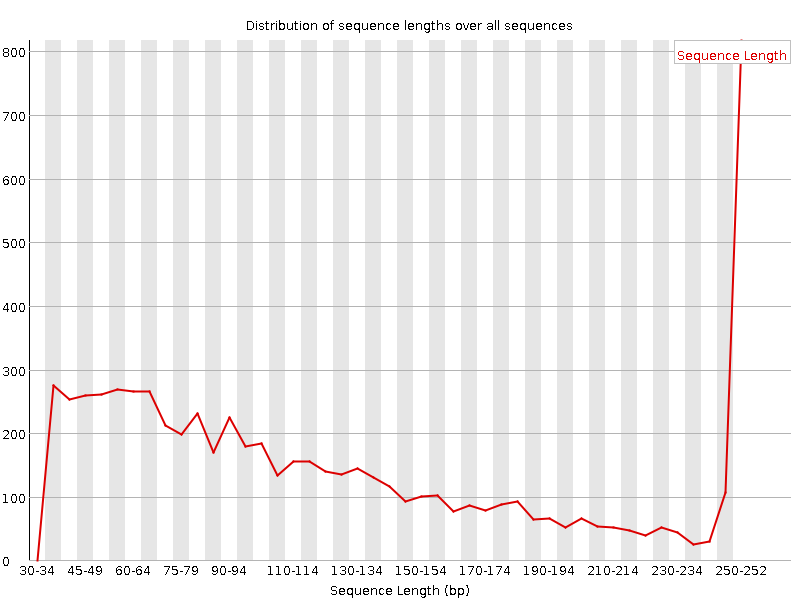 Distribution of sequence lengths over all sequences
Sequence Length
800
700
600
500
400
300
200
100
0
30-34 45-49 60-64 75-79 90-94 110-114 130-134 150-154 170-174 190-194 210-214 230-234 250-252
Sequence Length (bp)